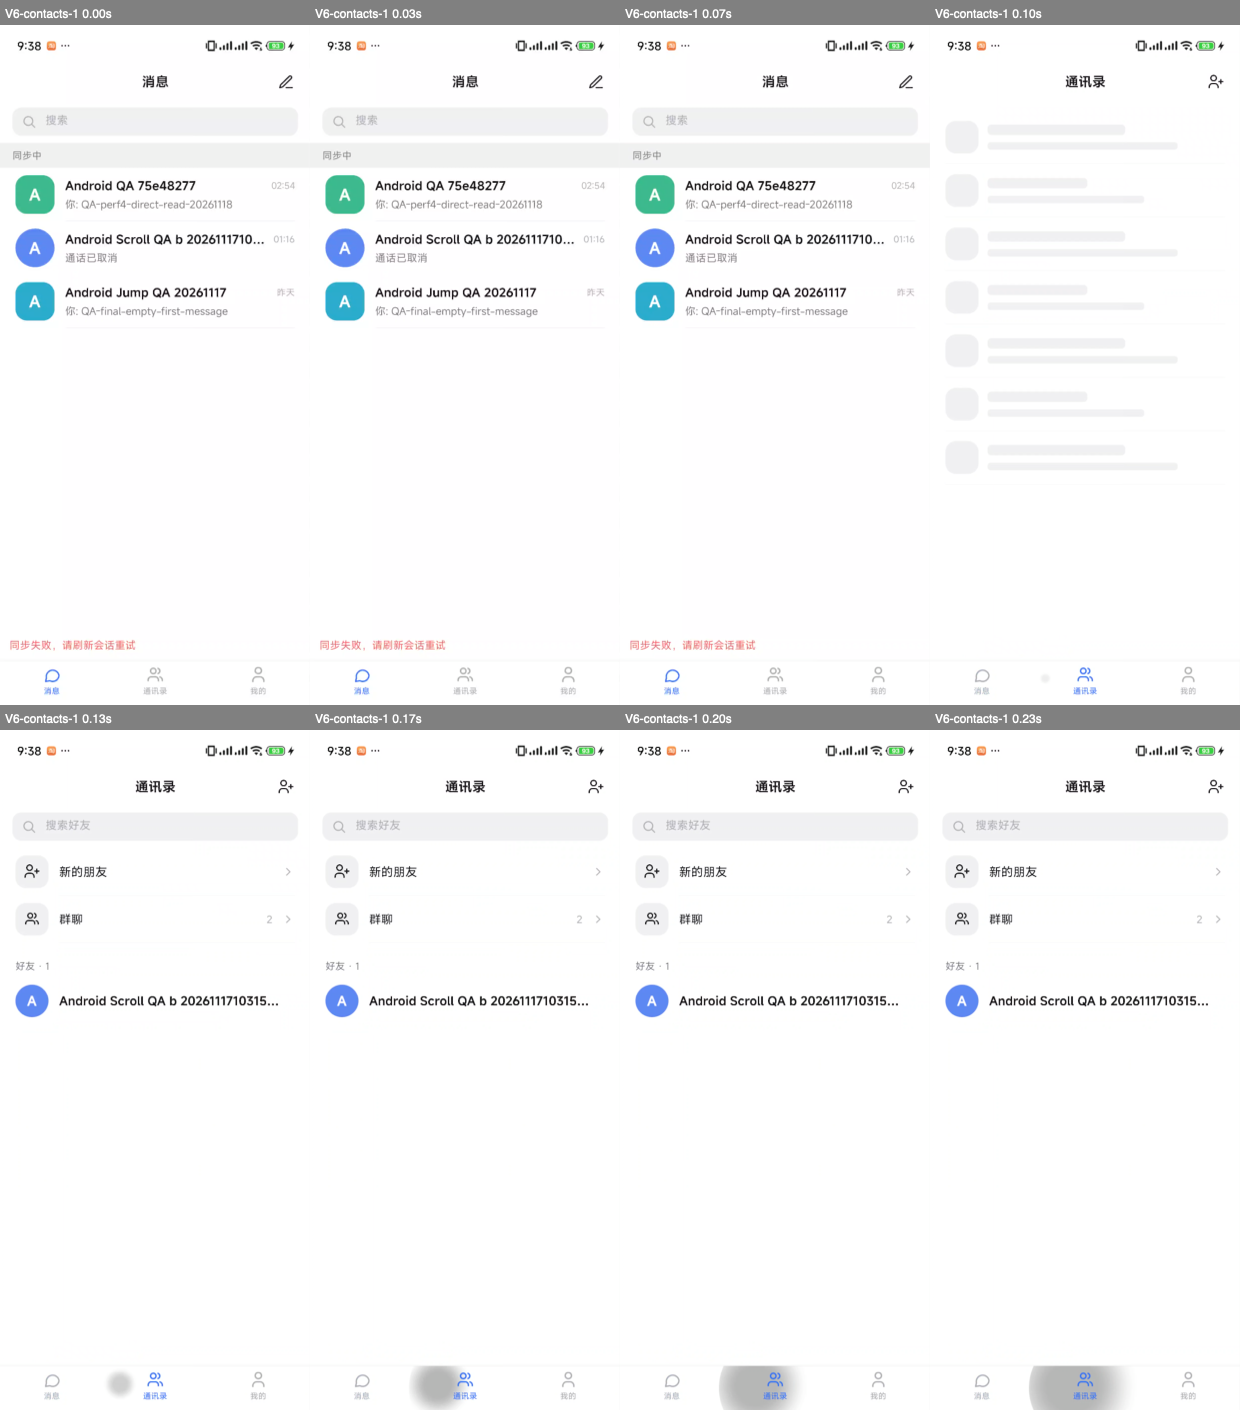 V6-contacts-1 0.00s
9:38
93
消息
搜索
同步中
A
Android QA 75e48277
02:54
你: QA-perf4-direct-read-20261118
A
Android Scroll QA b 2026111710...
01:16
通话已取消
A
Android Jump QA 20261117
昨天
你: QA-final-empty-first-message
同步失败，请刷新会话重试
消息
通讯录
我的
V6-contacts-1 0.03s
9:38
93
消息
搜索
同步中
A
Android QA 75e48277
02:54
你: QA-perf4-direct-read-20261118
A
Android Scroll QA b 2026111710...
01:16
通话已取消
A
Android Jump QA 20261117
昨天
你: QA-final-empty-first-message
同步失败，请刷新会话重试
消息
通讯录
我的
V6-contacts-1 0.07s
9:38
93
消息
搜索
同步中
A
Android QA 75e48277
02:54
你: QA-perf4-direct-read-20261118
A
Android Scroll QA b 2026111710...
01:16
通话已取消
A
Android Jump QA 20261117
昨天
你: QA-final-empty-first-message
同步失败，请刷新会话重试
消息
通讯录
我的
V6-contacts-1 0.10s
9:38
93
通讯录
消息
通讯录
我的
V6-contacts-1 0.13s
9:38
93
通讯录
搜索好友
新的朋友
群聊
2
好友 · 1
A
Android Scroll QA b 2026111710315...
消息
通讯录
我的
V6-contacts-1 0.17s
9:38
93
通讯录
搜索好友
新的朋友
群聊
2
好友 · 1
A
Android Scroll QA b 2026111710315...
消息
通讯录
我的
V6-contacts-1 0.20s
9:38
93
通讯录
搜索好友
新的朋友
群聊
2
好友 · 1
A
Android Scroll QA b 2026111710315...
消息
通讯录
我的
V6-contacts-1 0.23s
9:38
93
通讯录
搜索好友
新的朋友
群聊
2
好友 · 1
A
Android Scroll QA b 2026111710315...
消息
通讯录
我的